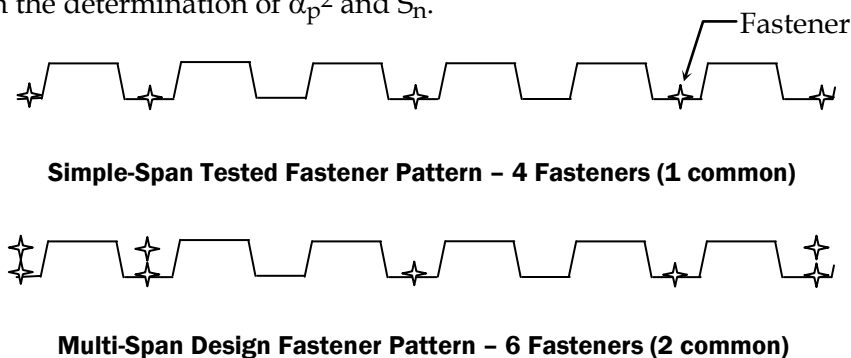 the determination of αp² and Sn.
Fastener
Simple-Span Tested Fastener Pattern – 4 Fasteners (1 common)
Multi-Span Design Fastener Pattern – 6 Fasteners (2 common)